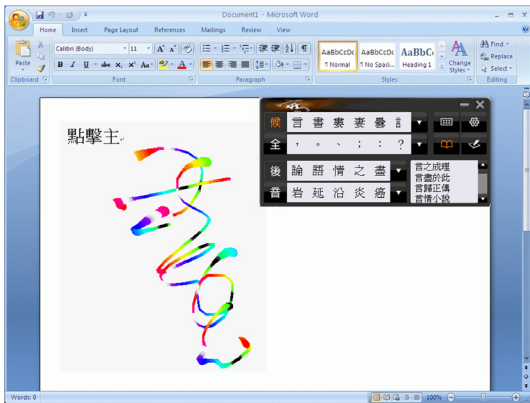 Document1 - Microsoft Word
Home Insert Page Layout References Mailings Review View
Paste
Calibri (Body) 11
AaBbCcDc AaBbCcDc AaBbC
¶ Normal ¶ No Spaci... Heading 1
Change Styles
Find
Replace
Select
Clipboard Font Paragraph Styles Editing
點擊主
候 言 書 妻 訁
全 , 。 、 ; : ?
後 論 語 情 之 盡
音 岩 延 沿 炎 癌
言之成理
言盡於此
言歸正傳
言情小說
Words: 0
100%